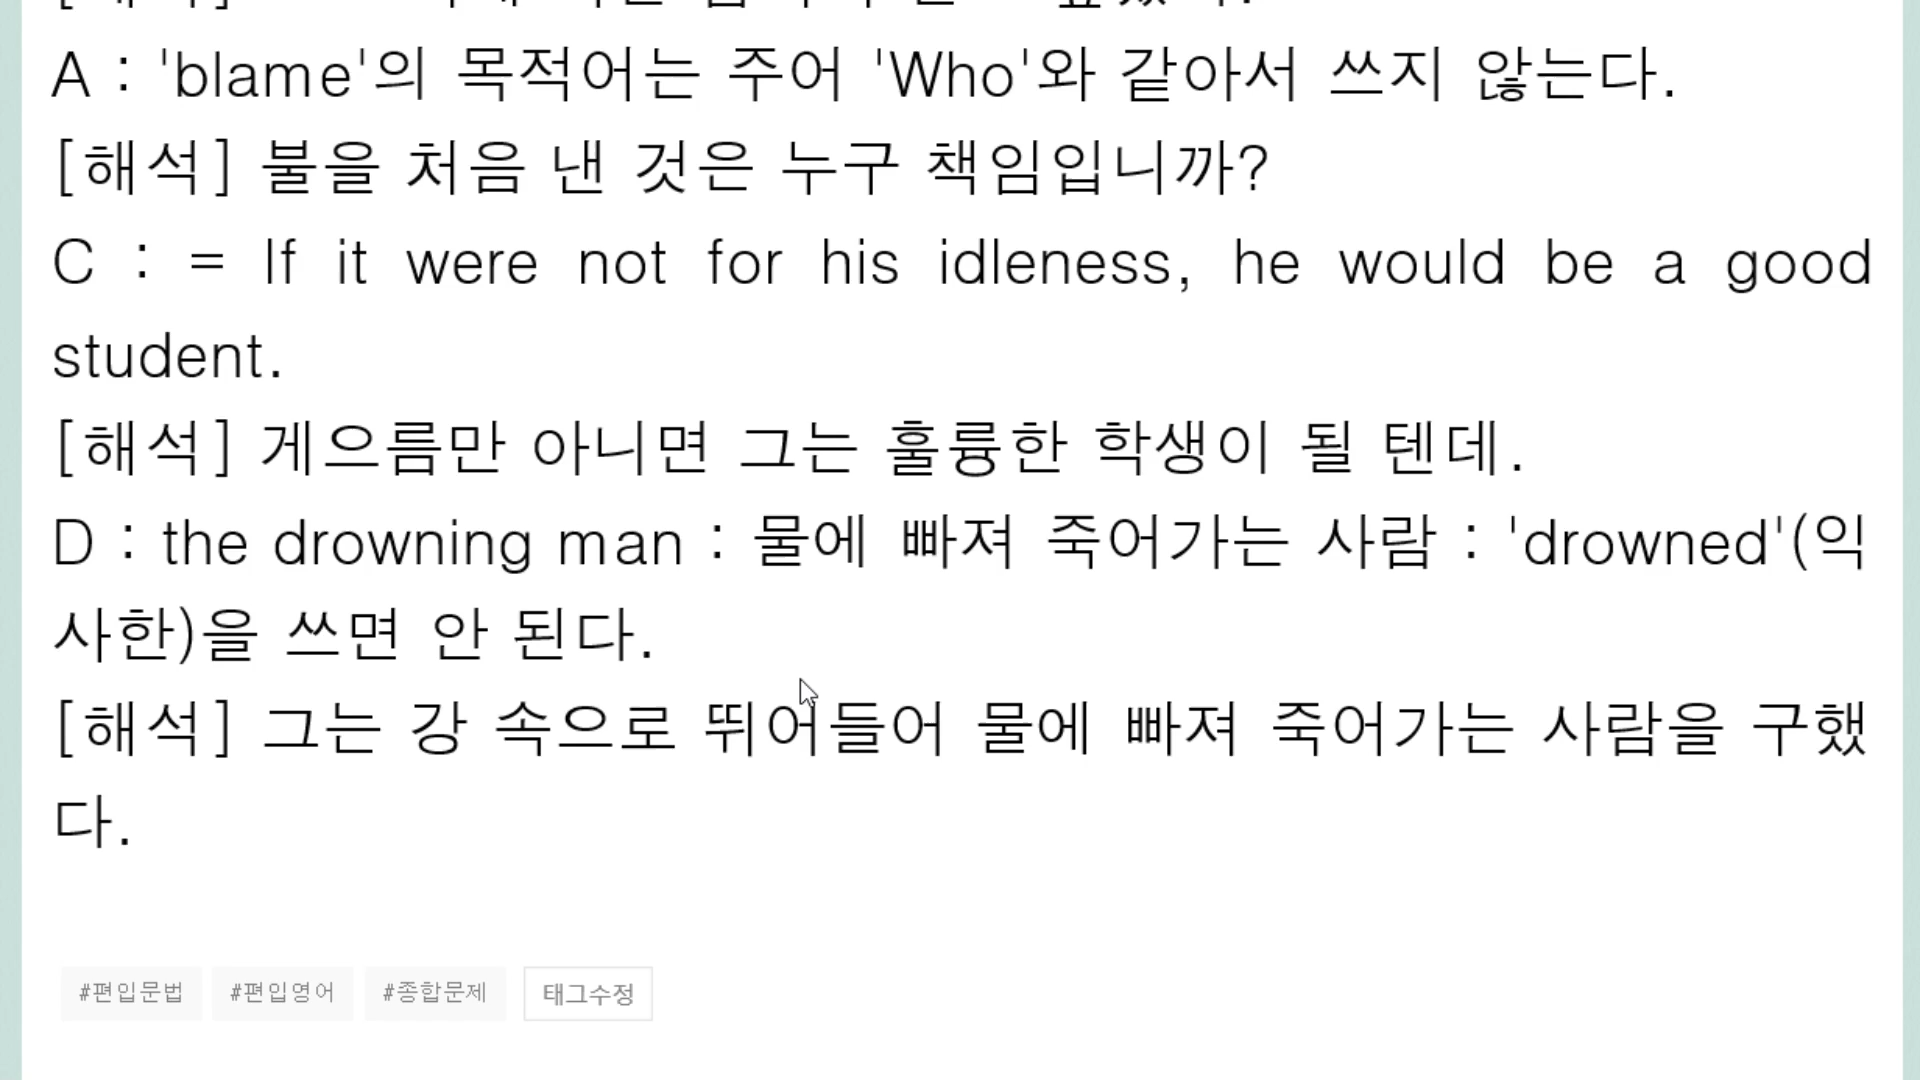 A : 'blame'의 목적어는 주어 'Who'와 같아서 쓰지 않는다.
[해석] 불을 처음 낸 것은 누구 책임입니까?
C : = If it were not for his idleness, he would be a good
student.
[해석] 게으름만 아니면 그는 훌륭한 학생이 될 텐데.
D : the drowning man : 물에 빠져 죽어가는 사람 : 'drowned'(익
사한)을 쓰면 안 된다.
[해석] 그는 강 속으로 뛰어들어 물에 빠져 죽어가는 사람을 구했
다.
#편입문법 #편입영어 #종합문제 태그수정